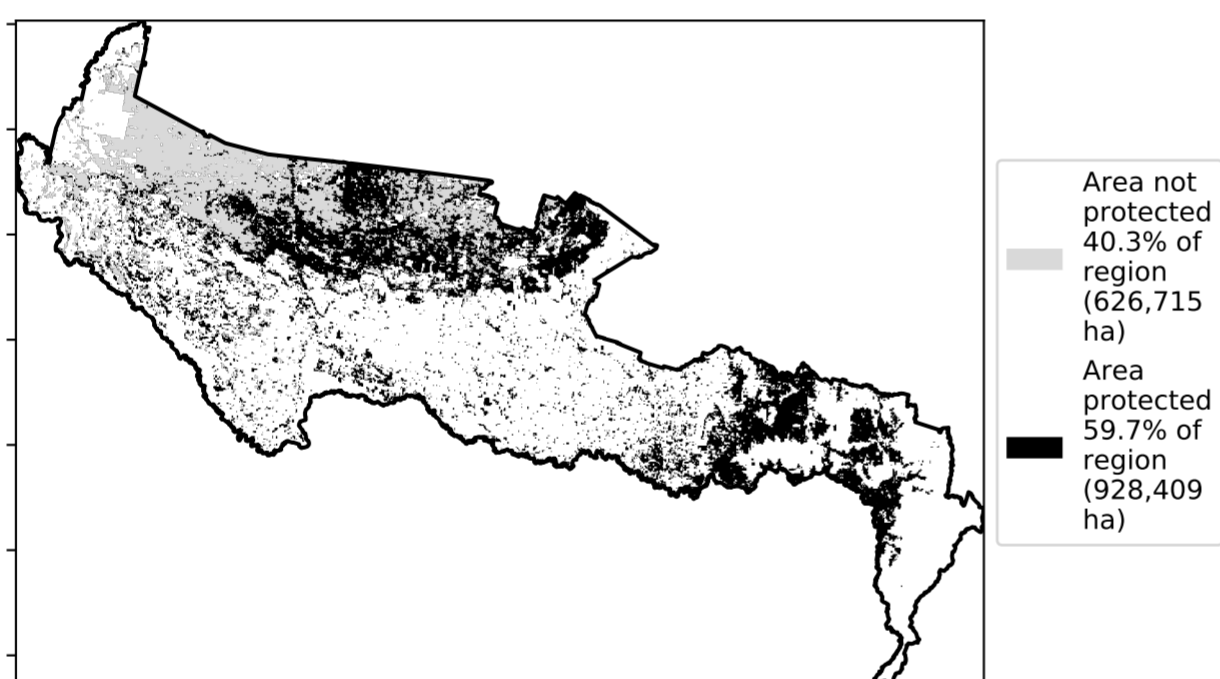 Area not
protected
40.3% of
region
(626,715
ha)
Area
protected
59.7% of
region
(928,409
ha)